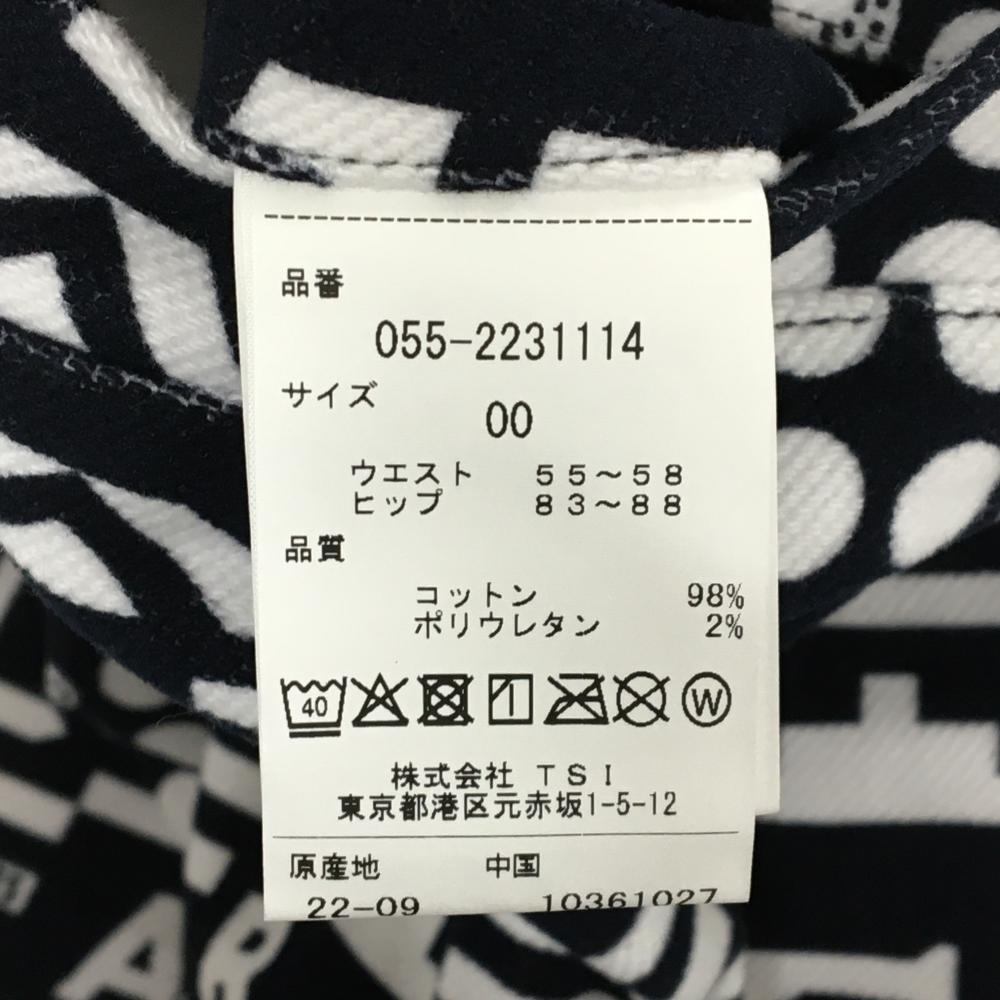 品番
055-2231114
サイズ
00
ウエスト 55～58
ヒップ 83～88
品質
コットン 98%
ポリウレタン 2%
40 W
株式会社 TSI
東京都港区元赤坂1-5-12
原産地 中国
22-09 10361027
AR